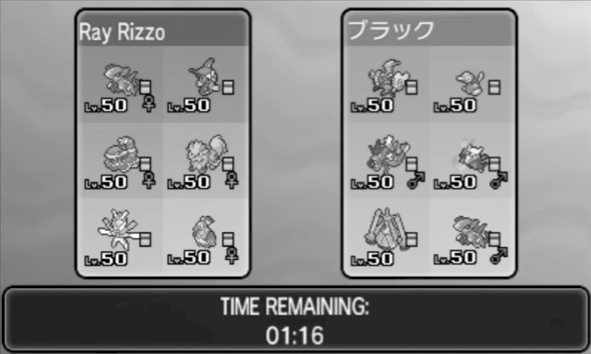 Ray Rizzo
Lv.50 ♀ Lv.50
Lv.50 ♀ Lv.50 ♀
Lv.50 Lv.50 ♀
ブラック
Lv.50 Lv.50
Lv.50 ♂ Lv.50 ♂
Lv.50 Lv.50 ♂
TIME REMAINING:
01:16